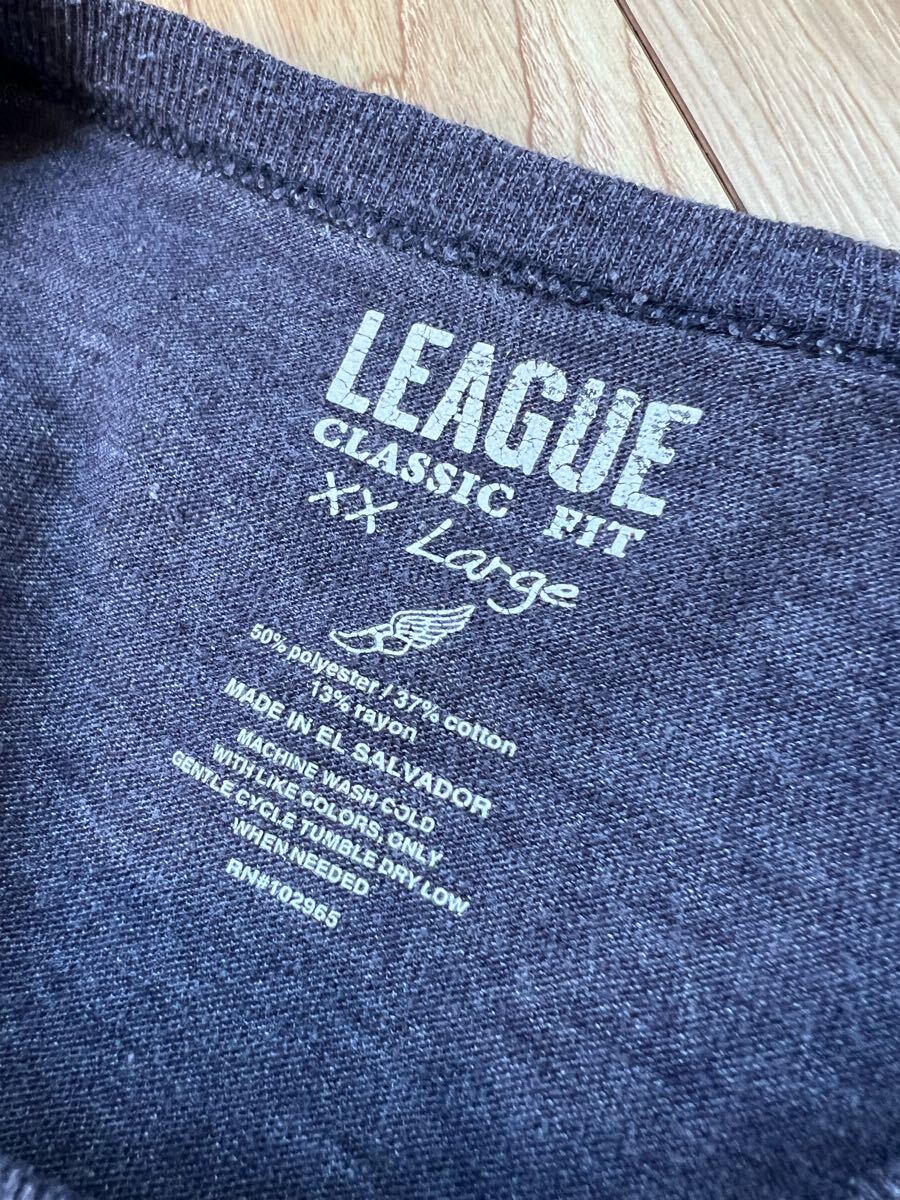 LEAGUE
CLASSIC FIT
XX Large
50% polyester / 37% cotton
13% rayon
MADE IN EL SALVADOR
MACHINE WASH COLD
WITH LIKE COLORS, ONLY
GENTLE CYCLE TUMBLE DRY LOW
WHEN NEEDED
RN#102965